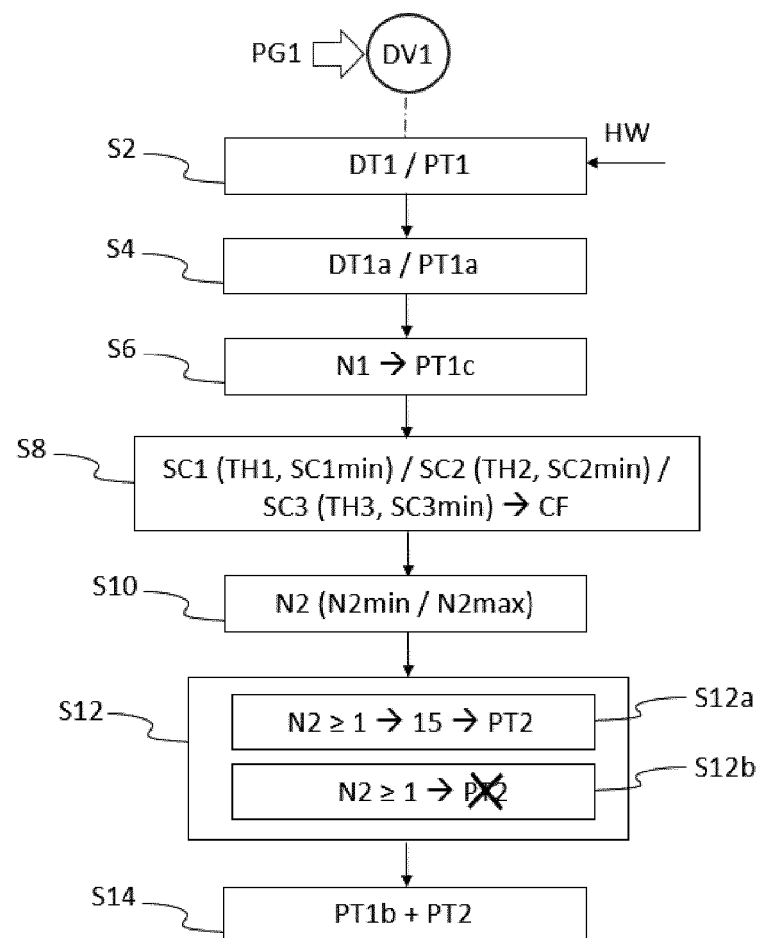 PG1
DV1
HW
S2
DT1 / PT1
S4
DT1a / PT1a
S6
N1 → PT1c
S8
SC1 (TH1, SC1min) / SC2 (TH2, SC2min) /
SC3 (TH3, SC3min) → CF
S10
N2 (N2min / N2max)
S12
N2 ≥ 1 → 15 → PT2
S12a
N2 ≥ 1 → PT2
S12b
S14
PT1b + PT2